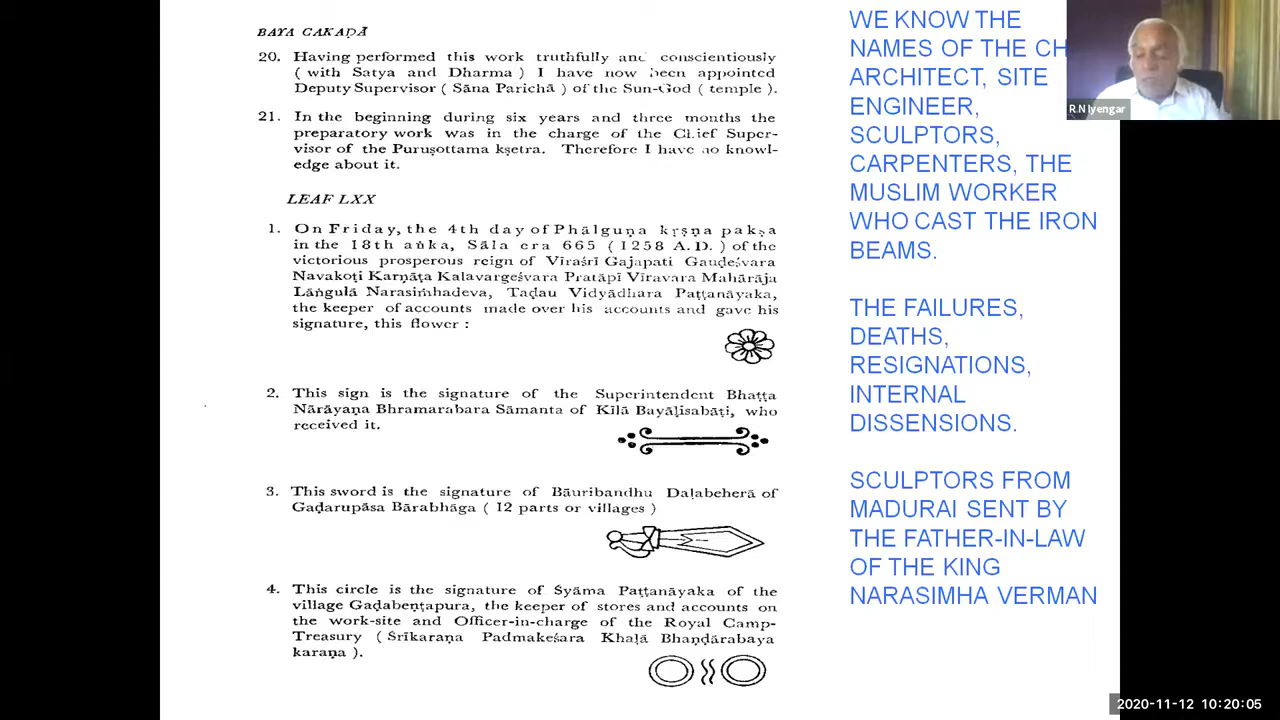 BAYA CAKAḌĀ
20. Having performed this work truthfully and conscientiously
( with Satya and Dharma ) I have now been appointed
Deputy Supervisor ( Sāna Parichā ) of the Sun-God ( temple ).
21. In the beginning during six years and three months the
preparatory work was in the charge of the Chief Super-
visor of the Puruṣottama kṣetra. Therefore I have no knowl-
edge about it.
LEAF LXX
1. On Friday, the 4th day of Phālguṇa kṛṣṇa pakṣa
in the 18th aṅka, Śāla era 665 ( 1258 A.D. ) of the
victorious prosperous reign of Vīraśrī Gajapati Gauḍeśvara
Navakoṭi Karṇāṭa Kalavargeśvara Pratāpī Vīravara Mahārāja
Lāṅgulā Narasiṁhadeva, Taḍau Vidyādhara Paṭṭanāyaka,
the keeper of accounts made over his accounts and gave his
signature, this flower :
2. This sign is the signature of the Superintendent Bhaṭṭa
Nārāyaṇa Bhramarabara Sāmanta of Kīlā Bayāḷisabāṭi, who
received it.
3. This sword is the signature of Bāuribandhu Daḷabeherā of
Gaḍarupāsa Bārabhāga ( 12 parts or villages )
4. This circle is the signature of Śyāma Paṭṭanāyaka of the
village Gaḍabeṇṭapura, the keeper of stores and accounts on
the work-site and Officer-in-charge of the Royal Camp-
Treasury ( Śrīkaraṇa Padmakeśara Khaḷā Bhaṇḍārabaya
karaṇa ).
WE KNOW THE
NAMES OF THE CH
ARCHITECT, SITE
ENGINEER,
SCULPTORS,
CARPENTERS, THE
MUSLIM WORKER
WHO CAST THE IRON
BEAMS.
THE FAILURES,
DEATHS,
RESIGNATIONS,
INTERNAL
DISSENSIONS.
SCULPTORS FROM
MADURAI SENT BY
THE FATHER-IN-LAW
OF THE KING
NARASIMHA VERMAN
R N Iyengar
2020-11-12 10:20:05